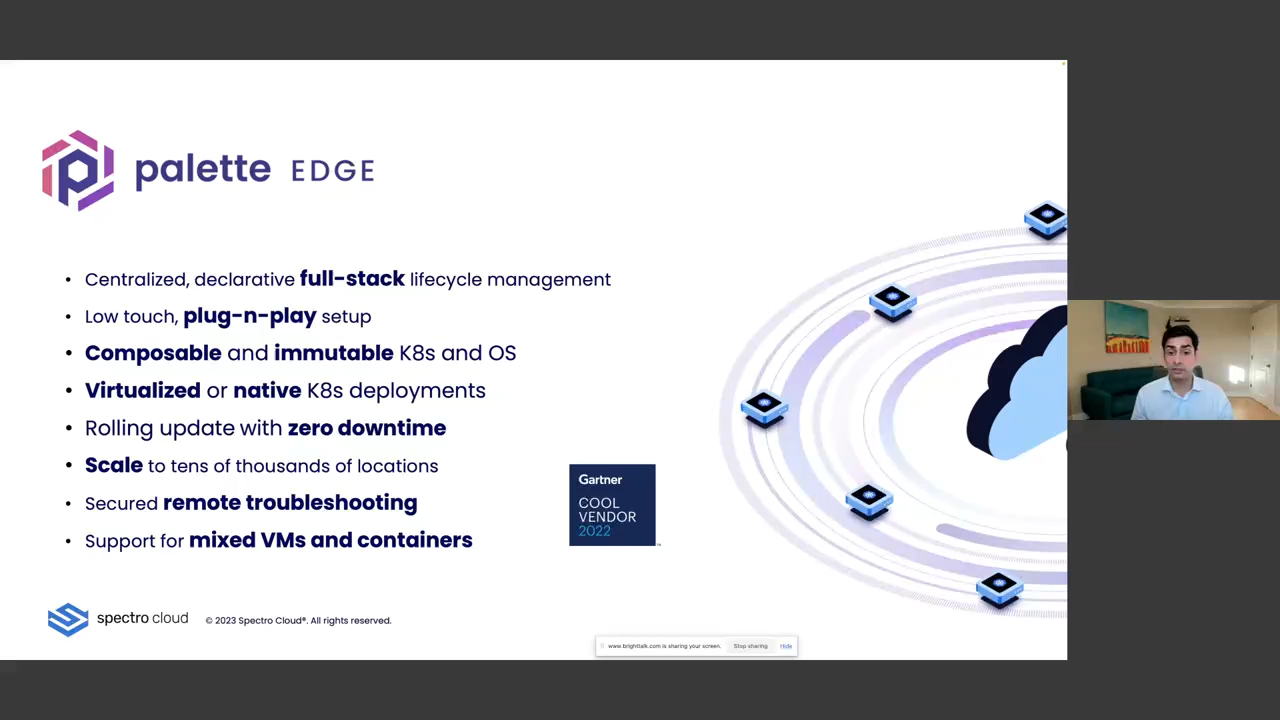 palette EDGE
• Centralized, declarative full-stack lifecycle management
• Low touch, plug-n-play setup
• Composable and immutable K8s and OS
• Virtualized or native K8s deployments
• Rolling update with zero downtime
• Scale to tens of thousands of locations
• Secured remote troubleshooting
• Support for mixed VMs and containers
Gartner
COOL
VENDOR
2022
TM
spectro cloud © 2023 Spectro Cloud®. All rights reserved.
www.brighttalk.com is sharing your screen. Stop sharing Hide